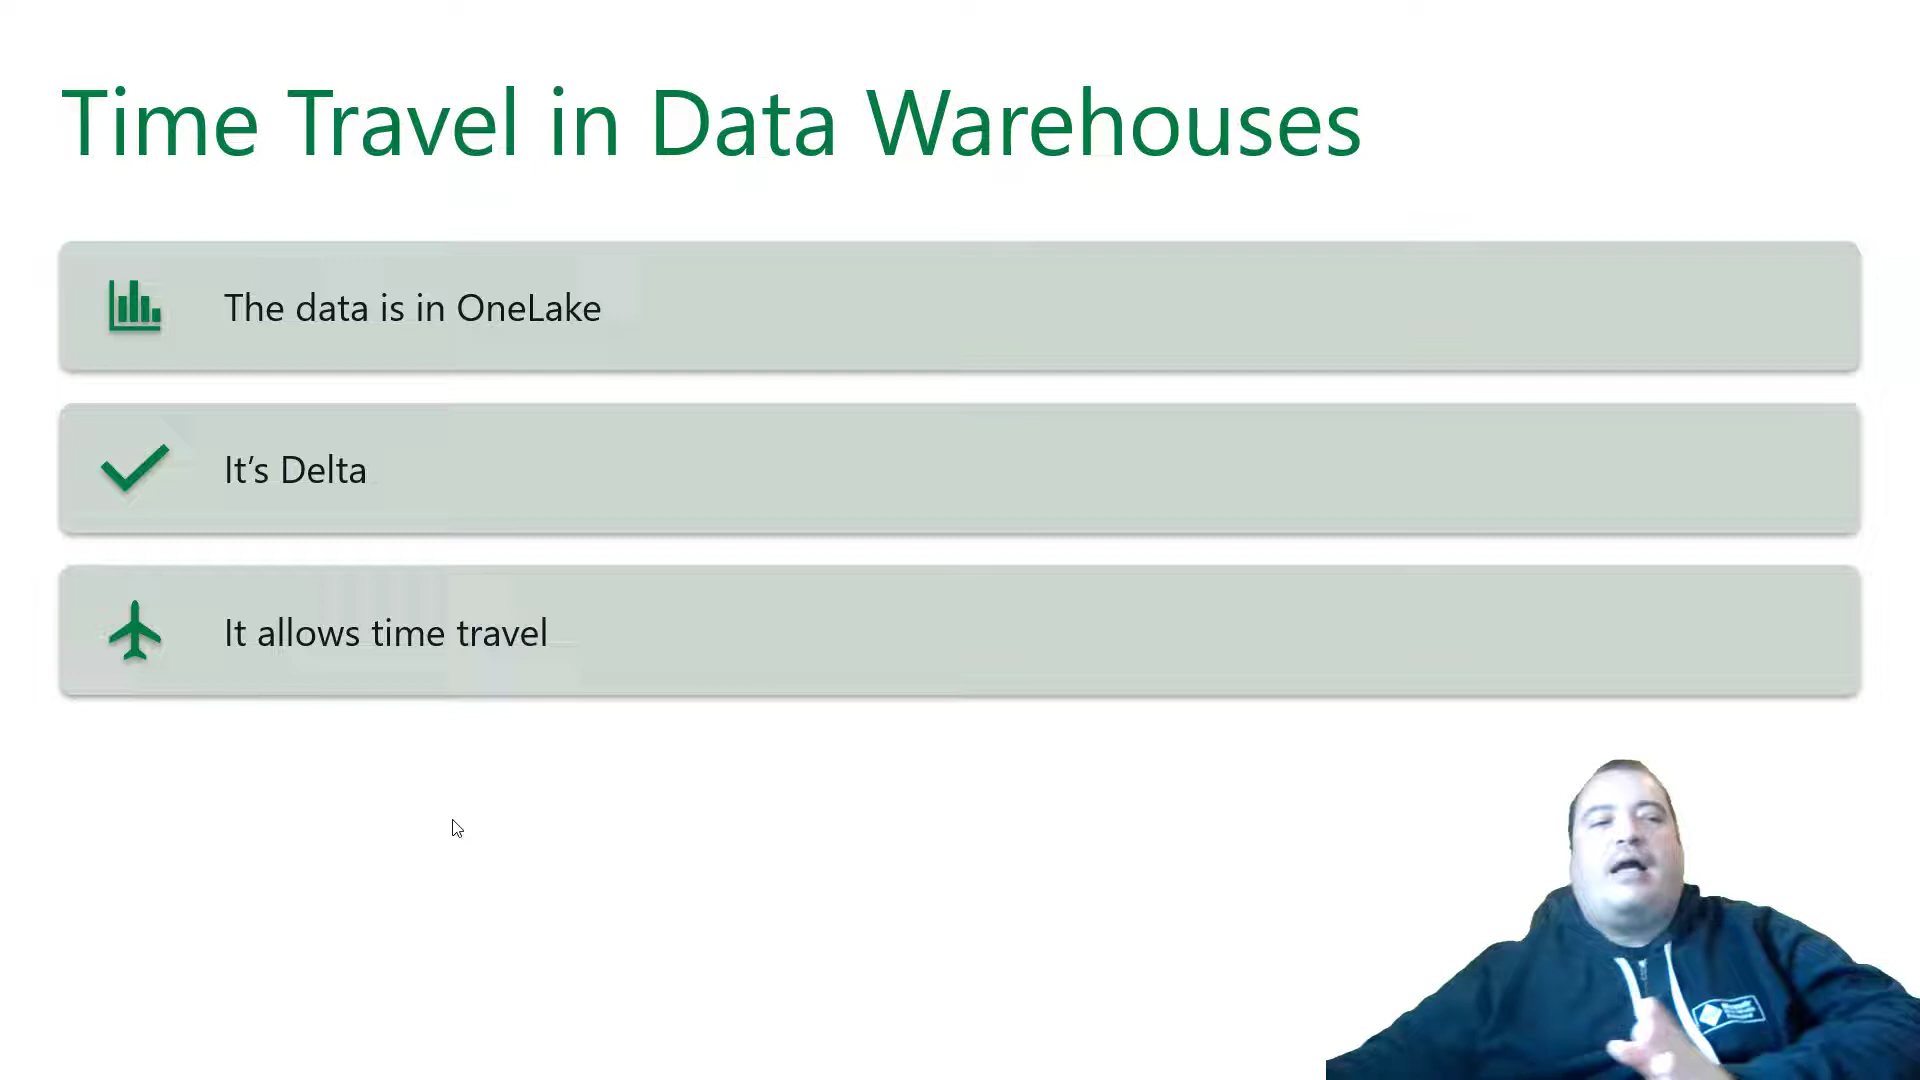 Time Travel in Data Warehouses
The data is in OneLake
It’s Delta
It allows time travel